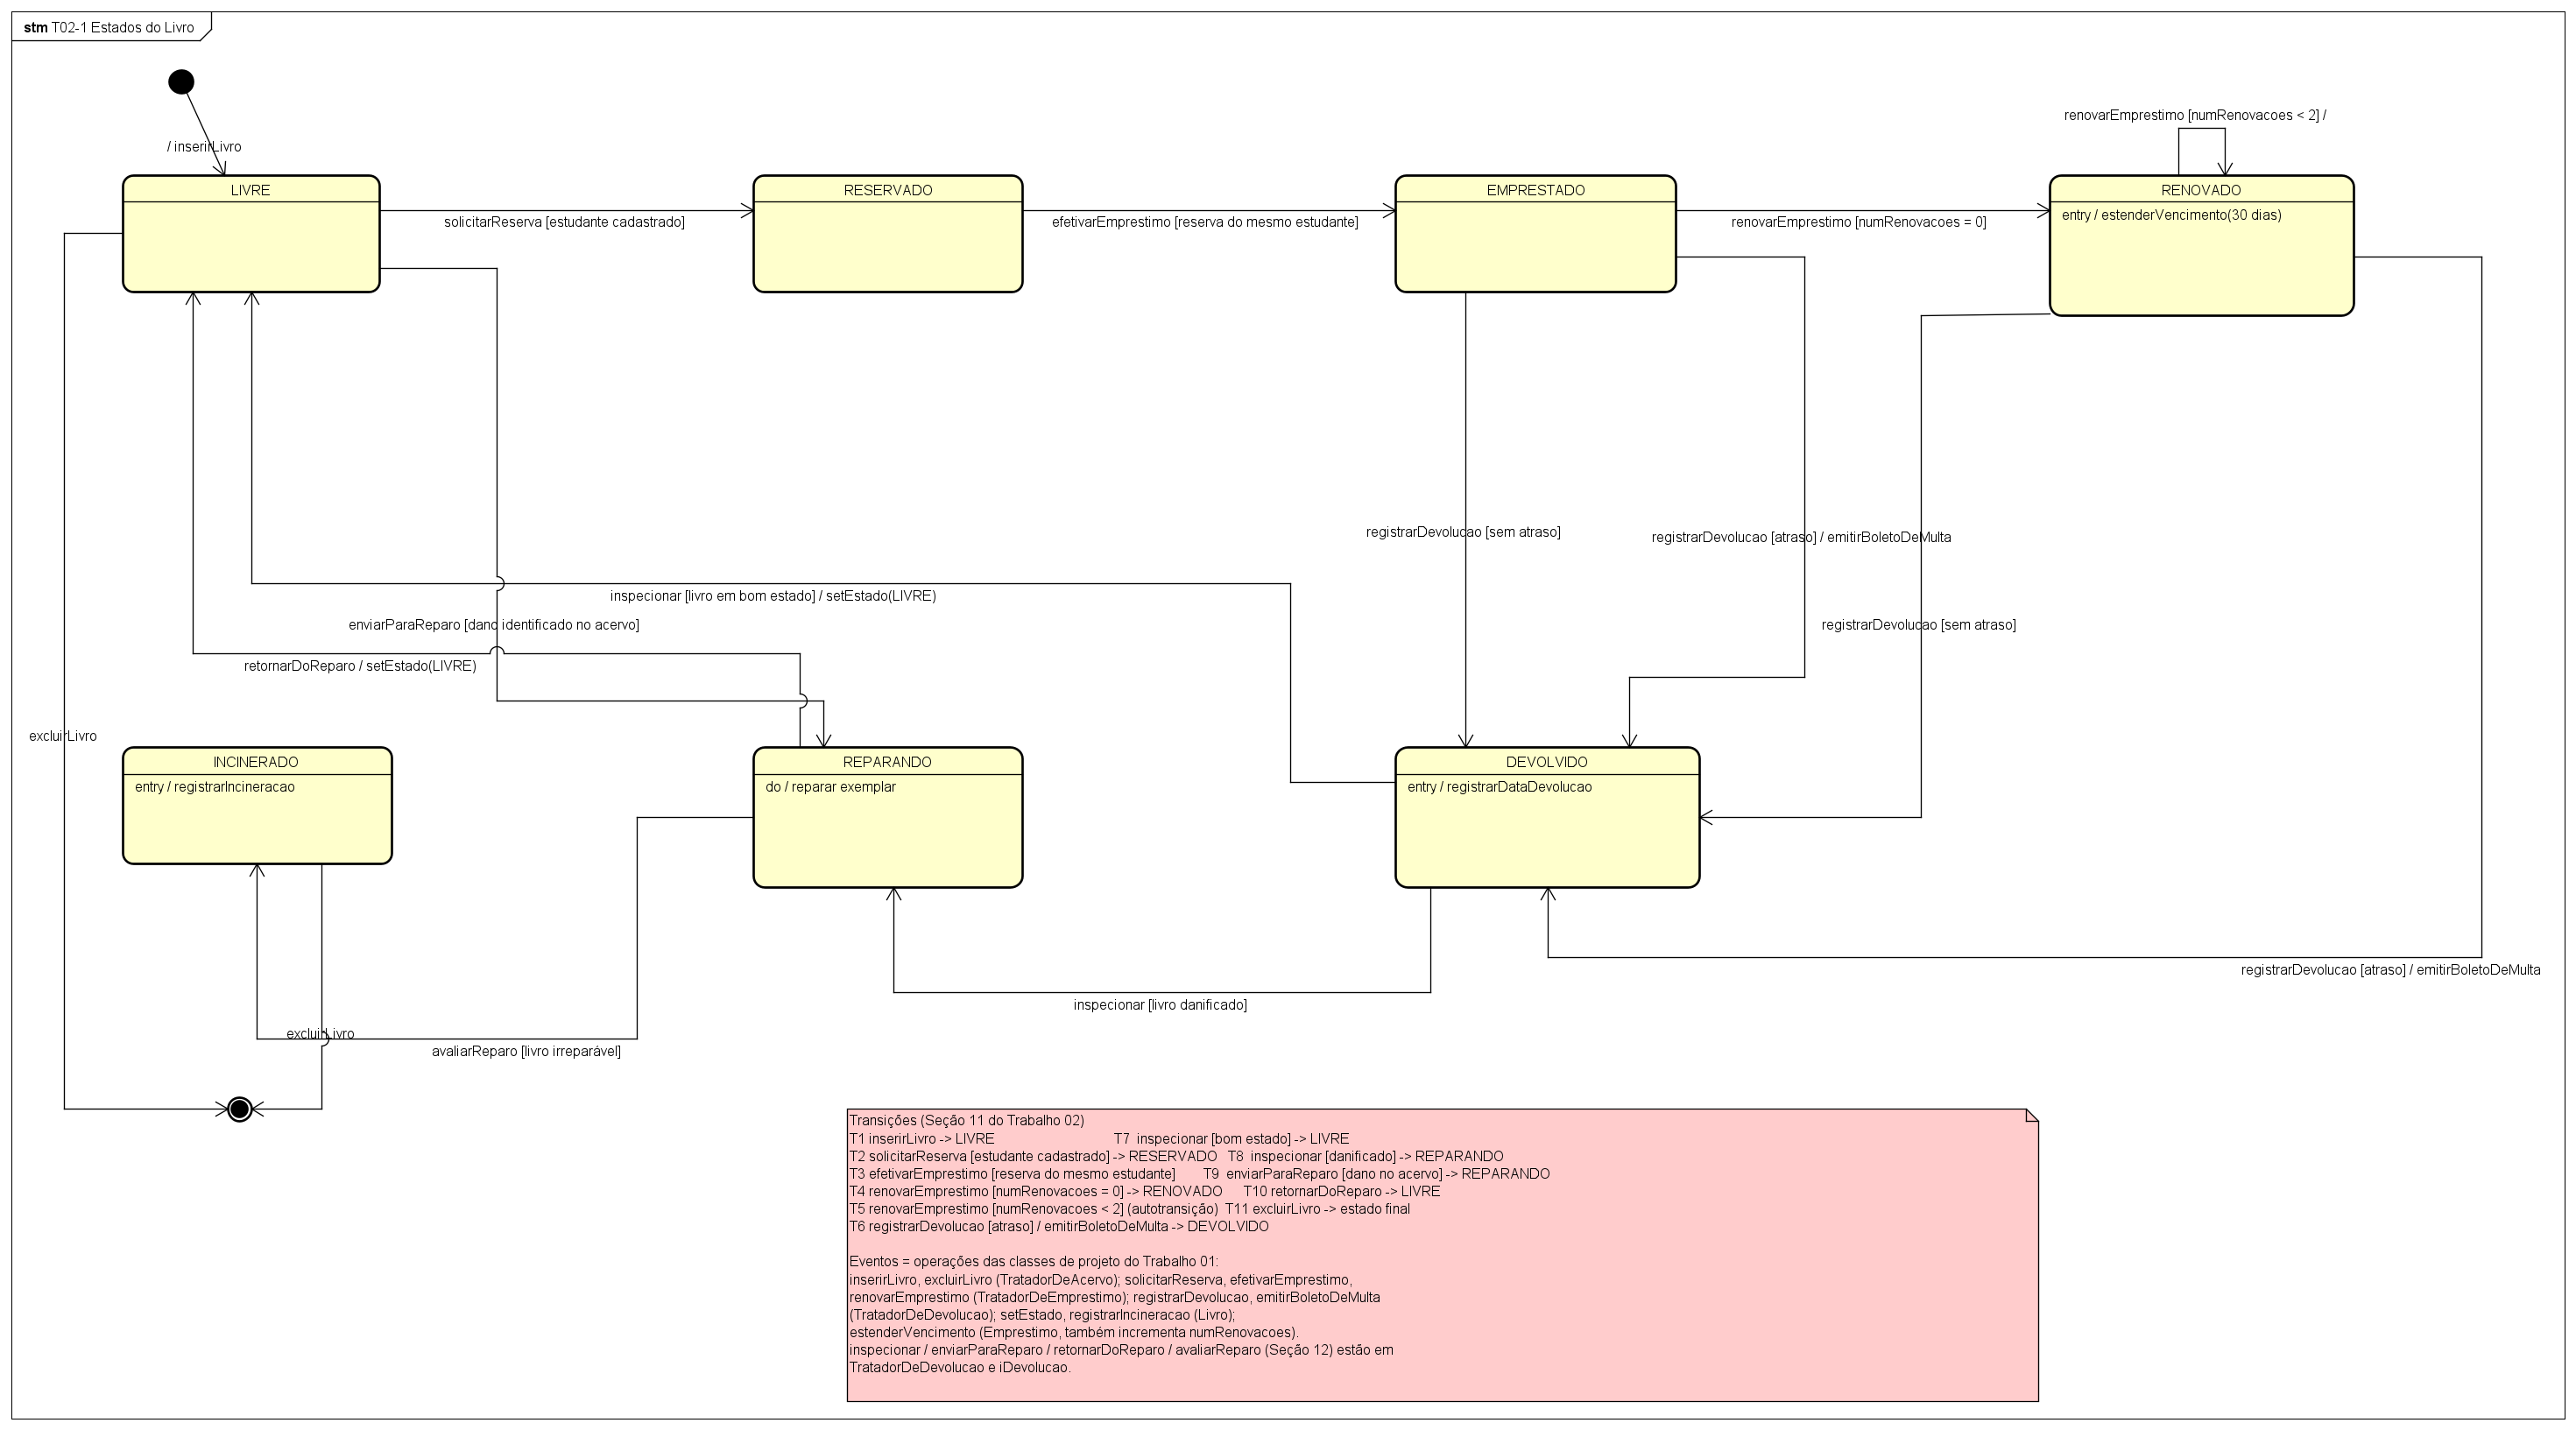 stm T02-1 Estados do Livro
renovarEmprestimo [numRenovacoes < 2] /
/ inserirLivro
LIVRE
RESERVADO
EMPRESTADO
RENOVADO
entry / estenderVencimento(30 dias)
solicitarReserva [estudante cadastrado]
efetivarEmprestimo [reserva do mesmo estudante]
renovarEmprestimo [numRenovacoes = 0]
registrarDevolucao [sem atraso]
registrarDevolucao [atraso] / emitirBoletoDeMulta
inspecionar [livro em bom estado] / setEstado(LIVRE)
enviarParaReparo [dano identificado no acervo]
registrarDevolucao [sem atraso]
retornarDoReparo / setEstado(LIVRE)
excluirLivro
INCINERADO
entry / registrarIncineracao
REPARANDO
do / reparar exemplar
DEVOLVIDO
entry / registrarDataDevolucao
registrarDevolucao [atraso] / emitirBoletoDeMulta
inspecionar [livro danificado]
excluirLivro
avaliarReparo [livro irreparável]
Transições (Seção 11 do Trabalho 02)
T1 inserirLivro -> LIVRE T7 inspecionar [bom estado] -> LIVRE
T2 solicitarReserva [estudante cadastrado] -> RESERVADO T8 inspecionar [danificado] -> REPARANDO
T3 efetivarEmprestimo [reserva do mesmo estudante] T9 enviarParaReparo [dano no acervo] -> REPARANDO
T4 renovarEmprestimo [numRenovacoes = 0] -> RENOVADO T10 retornarDoReparo -> LIVRE
T5 renovarEmprestimo [numRenovacoes < 2] (autotransição) T11 excluirLivro -> estado final
T6 registrarDevolucao [atraso] / emitirBoletoDeMulta -> DEVOLVIDO
Eventos = operações das classes de projeto do Trabalho 01:
inserirLivro, excluirLivro (TratadorDeAcervo); solicitarReserva, efetivarEmprestimo,
renovarEmprestimo (TratadorDeEmprestimo); registrarDevolucao, emitirBoletoDeMulta
(TratadorDeDevolucao); setEstado, registrarIncineracao (Livro);
estenderVencimento (Emprestimo, também incrementa numRenovacoes).
inspecionar / enviarParaReparo / retornarDoReparo / avaliarReparo (Seção 12) estão em
TratadorDeDevolucao e iDevolucao.